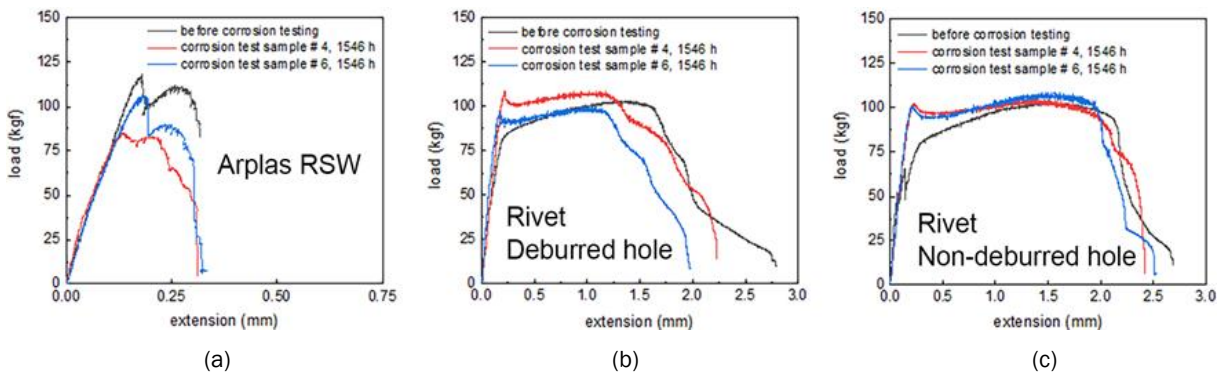 before corrosion testing
corrosion test sample # 4, 1546 h
corrosion test sample # 6, 1546 h
Arplas RSW
load (kgf)
150
125
100
75
50
25
0
0.00
0.25
0.50
0.75
extension (mm)
(a)
before corrosion testing
corrosion test sample # 4, 1546 h
corrosion test sample # 6, 1546 h
Rivet
Deburred hole
load (kgf)
150
125
100
75
50
25
0
0.0
0.5
1.0
1.5
2.0
2.5
3.0
extension (mm)
(b)
before corrosion testing
corrosion test sample # 4, 1546 h
corrosion test sample # 6, 1546 h
Rivet
Non-deburred hole
load (kgf)
150
125
100
75
50
25
0
0.0
0.5
1.0
1.5
2.0
2.5
3.0
extension (mm)
(c)